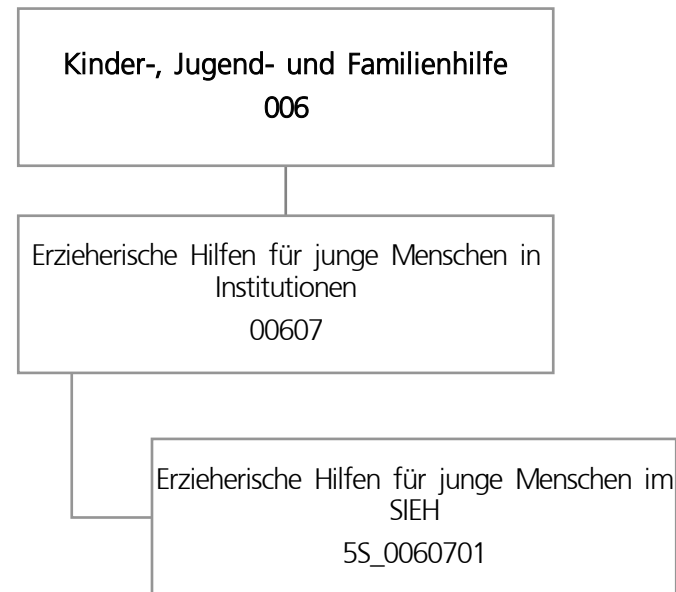 Kinder-, Jugend- und Familienhilfe
006
Erzieherische Hilfen für junge Menschen in
Institutionen
00607
Erzieherische Hilfen für junge Menschen im
SIEH
5S_0060701